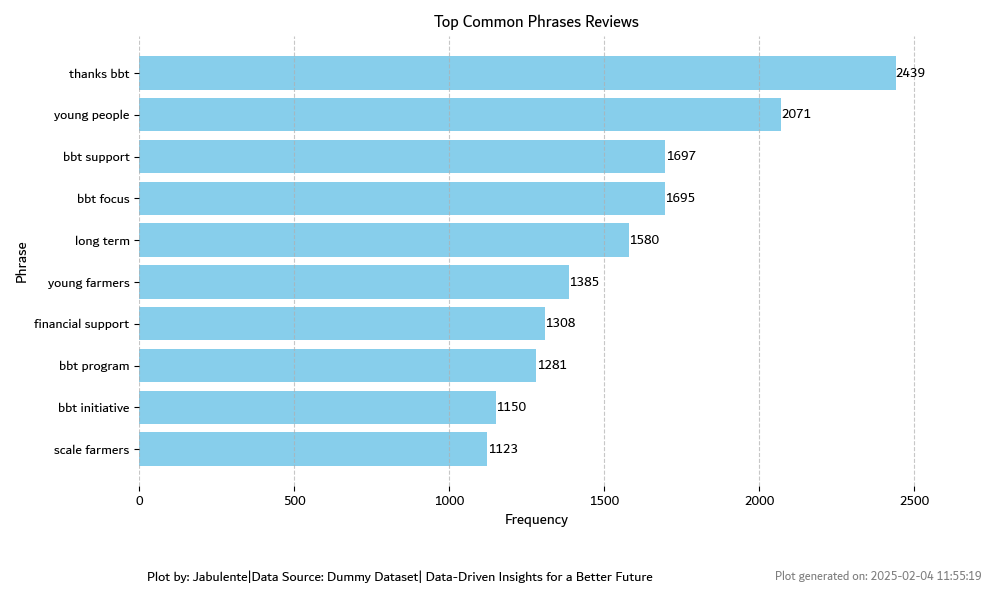 Top Common Phrases Reviews
thanks bbt 2439
young people 2071
bbt support 1697
bbt focus 1695
long term 1580
young farmers 1385
financial support 1308
bbt program 1281
bbt initiative 1150
scale farmers 1123
Phrase
0 500 1000 1500 2000 2500
Frequency
Plot by: Jabulente|Data Source: Dummy Dataset| Data-Driven Insights for a Better Future
Plot generated on: 2025-02-04 11:55:19